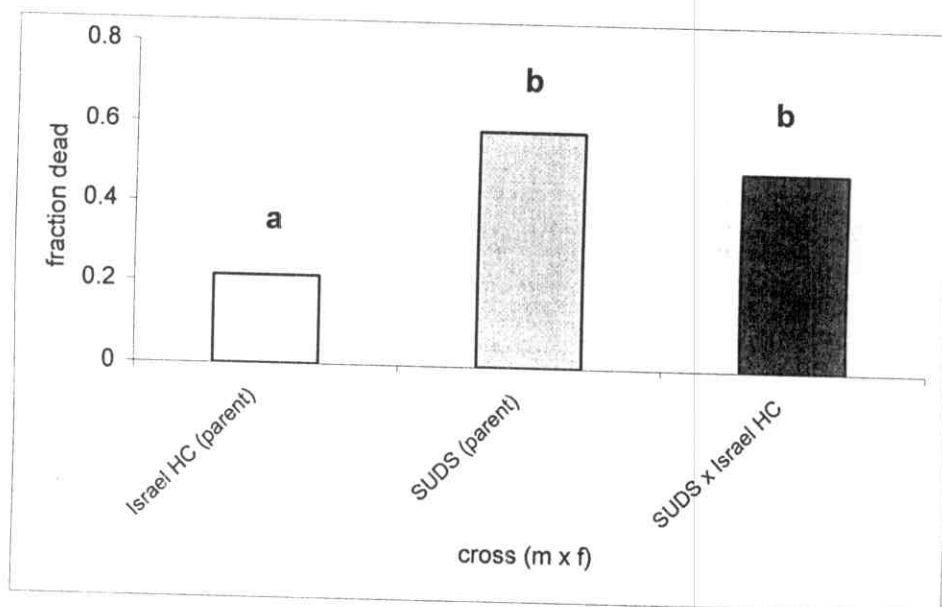 0.8
0.6
0.4
0.2
0
fraction dead
a
b
b
Israel HC (parent)
SUDS (parent)
SUDS x Israel HC
cross (m x f)